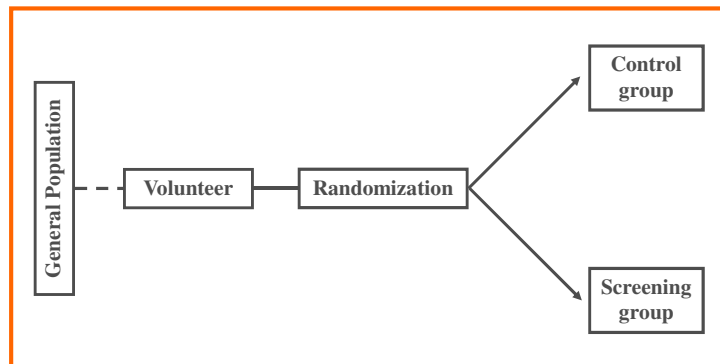 General Population
Volunteer
Randomization
Control
group
Screening
group